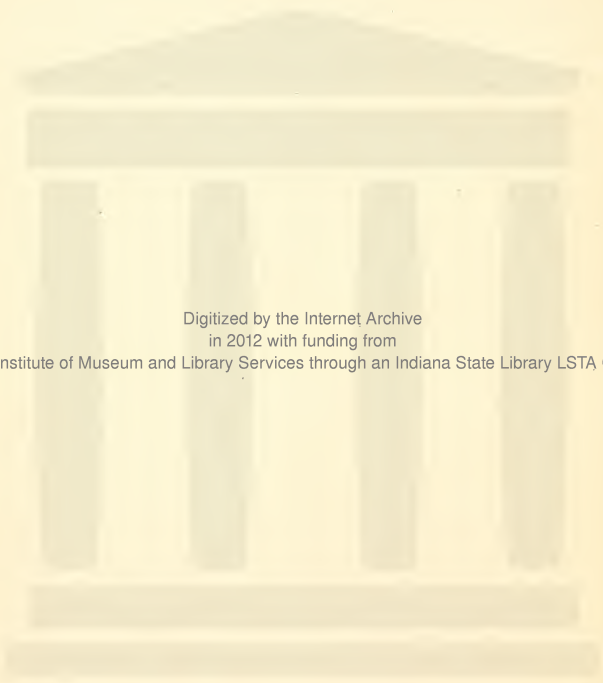 Digitized by the Internet Archive
in 2012 with funding from
nstitute of Museum and Library Services through an Indiana State Library LSTA